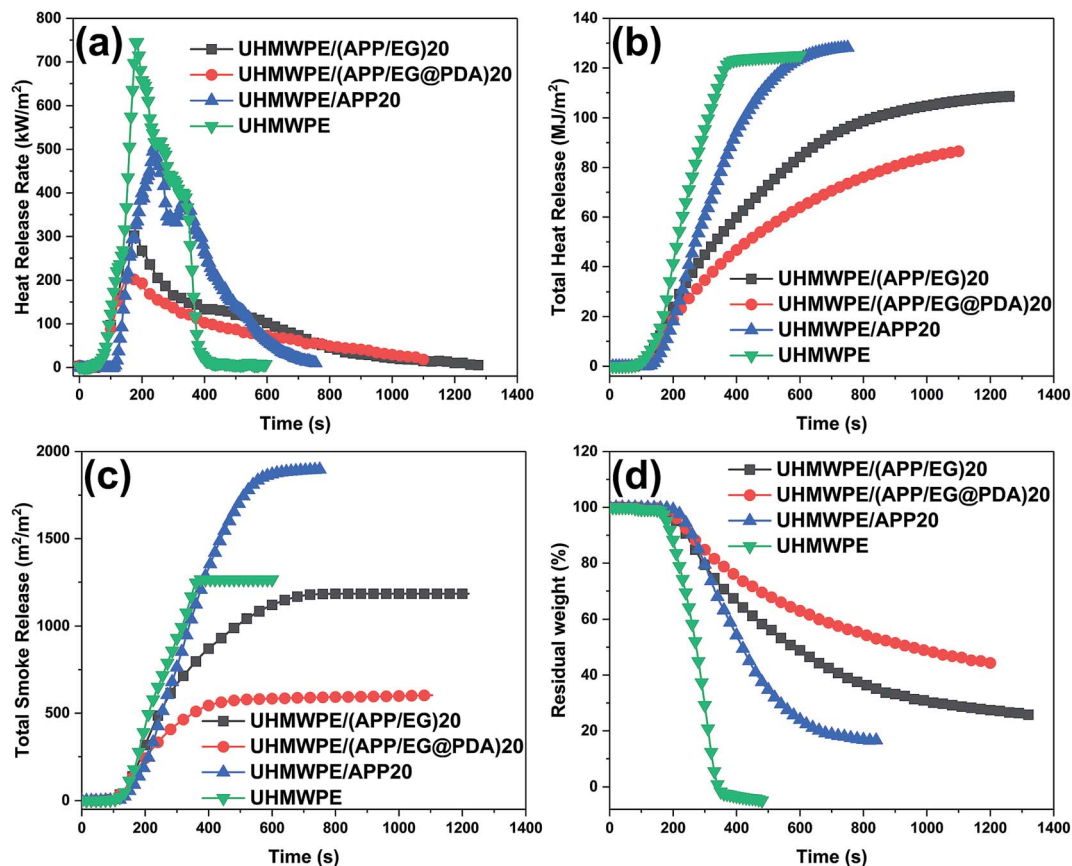 (a)
UHMWPE/(APP/EG)20
UHMWPE/(APP/EG@PDA)20
UHMWPE/APP20
UHMWPE
Heat Release Rate (kW/m²)
800
700
600
500
400
300
200
100
0
0 200 400 600 800 1000 1200 1400
Time (s)
(b)
UHMWPE/(APP/EG)20
UHMWPE/(APP/EG@PDA)20
UHMWPE/APP20
UHMWPE
Total Heat Release (MJ/m²)
140
120
100
80
60
40
20
0
0 200 400 600 800 1000 1200 1400
Time (s)
(c)
UHMWPE/(APP/EG)20
UHMWPE/(APP/EG@PDA)20
UHMWPE/APP20
UHMWPE
Total Smoke Release (m²/m²)
2000
1500
1000
500
0
0 200 400 600 800 1000 1200 1400
Time (s)
(d)
UHMWPE/(APP/EG)20
UHMWPE/(APP/EG@PDA)20
UHMWPE/APP20
UHMWPE
Residual weight (%)
120
100
80
60
40
20
0
0 200 400 600 800 1000 1200 1400
Time (s)